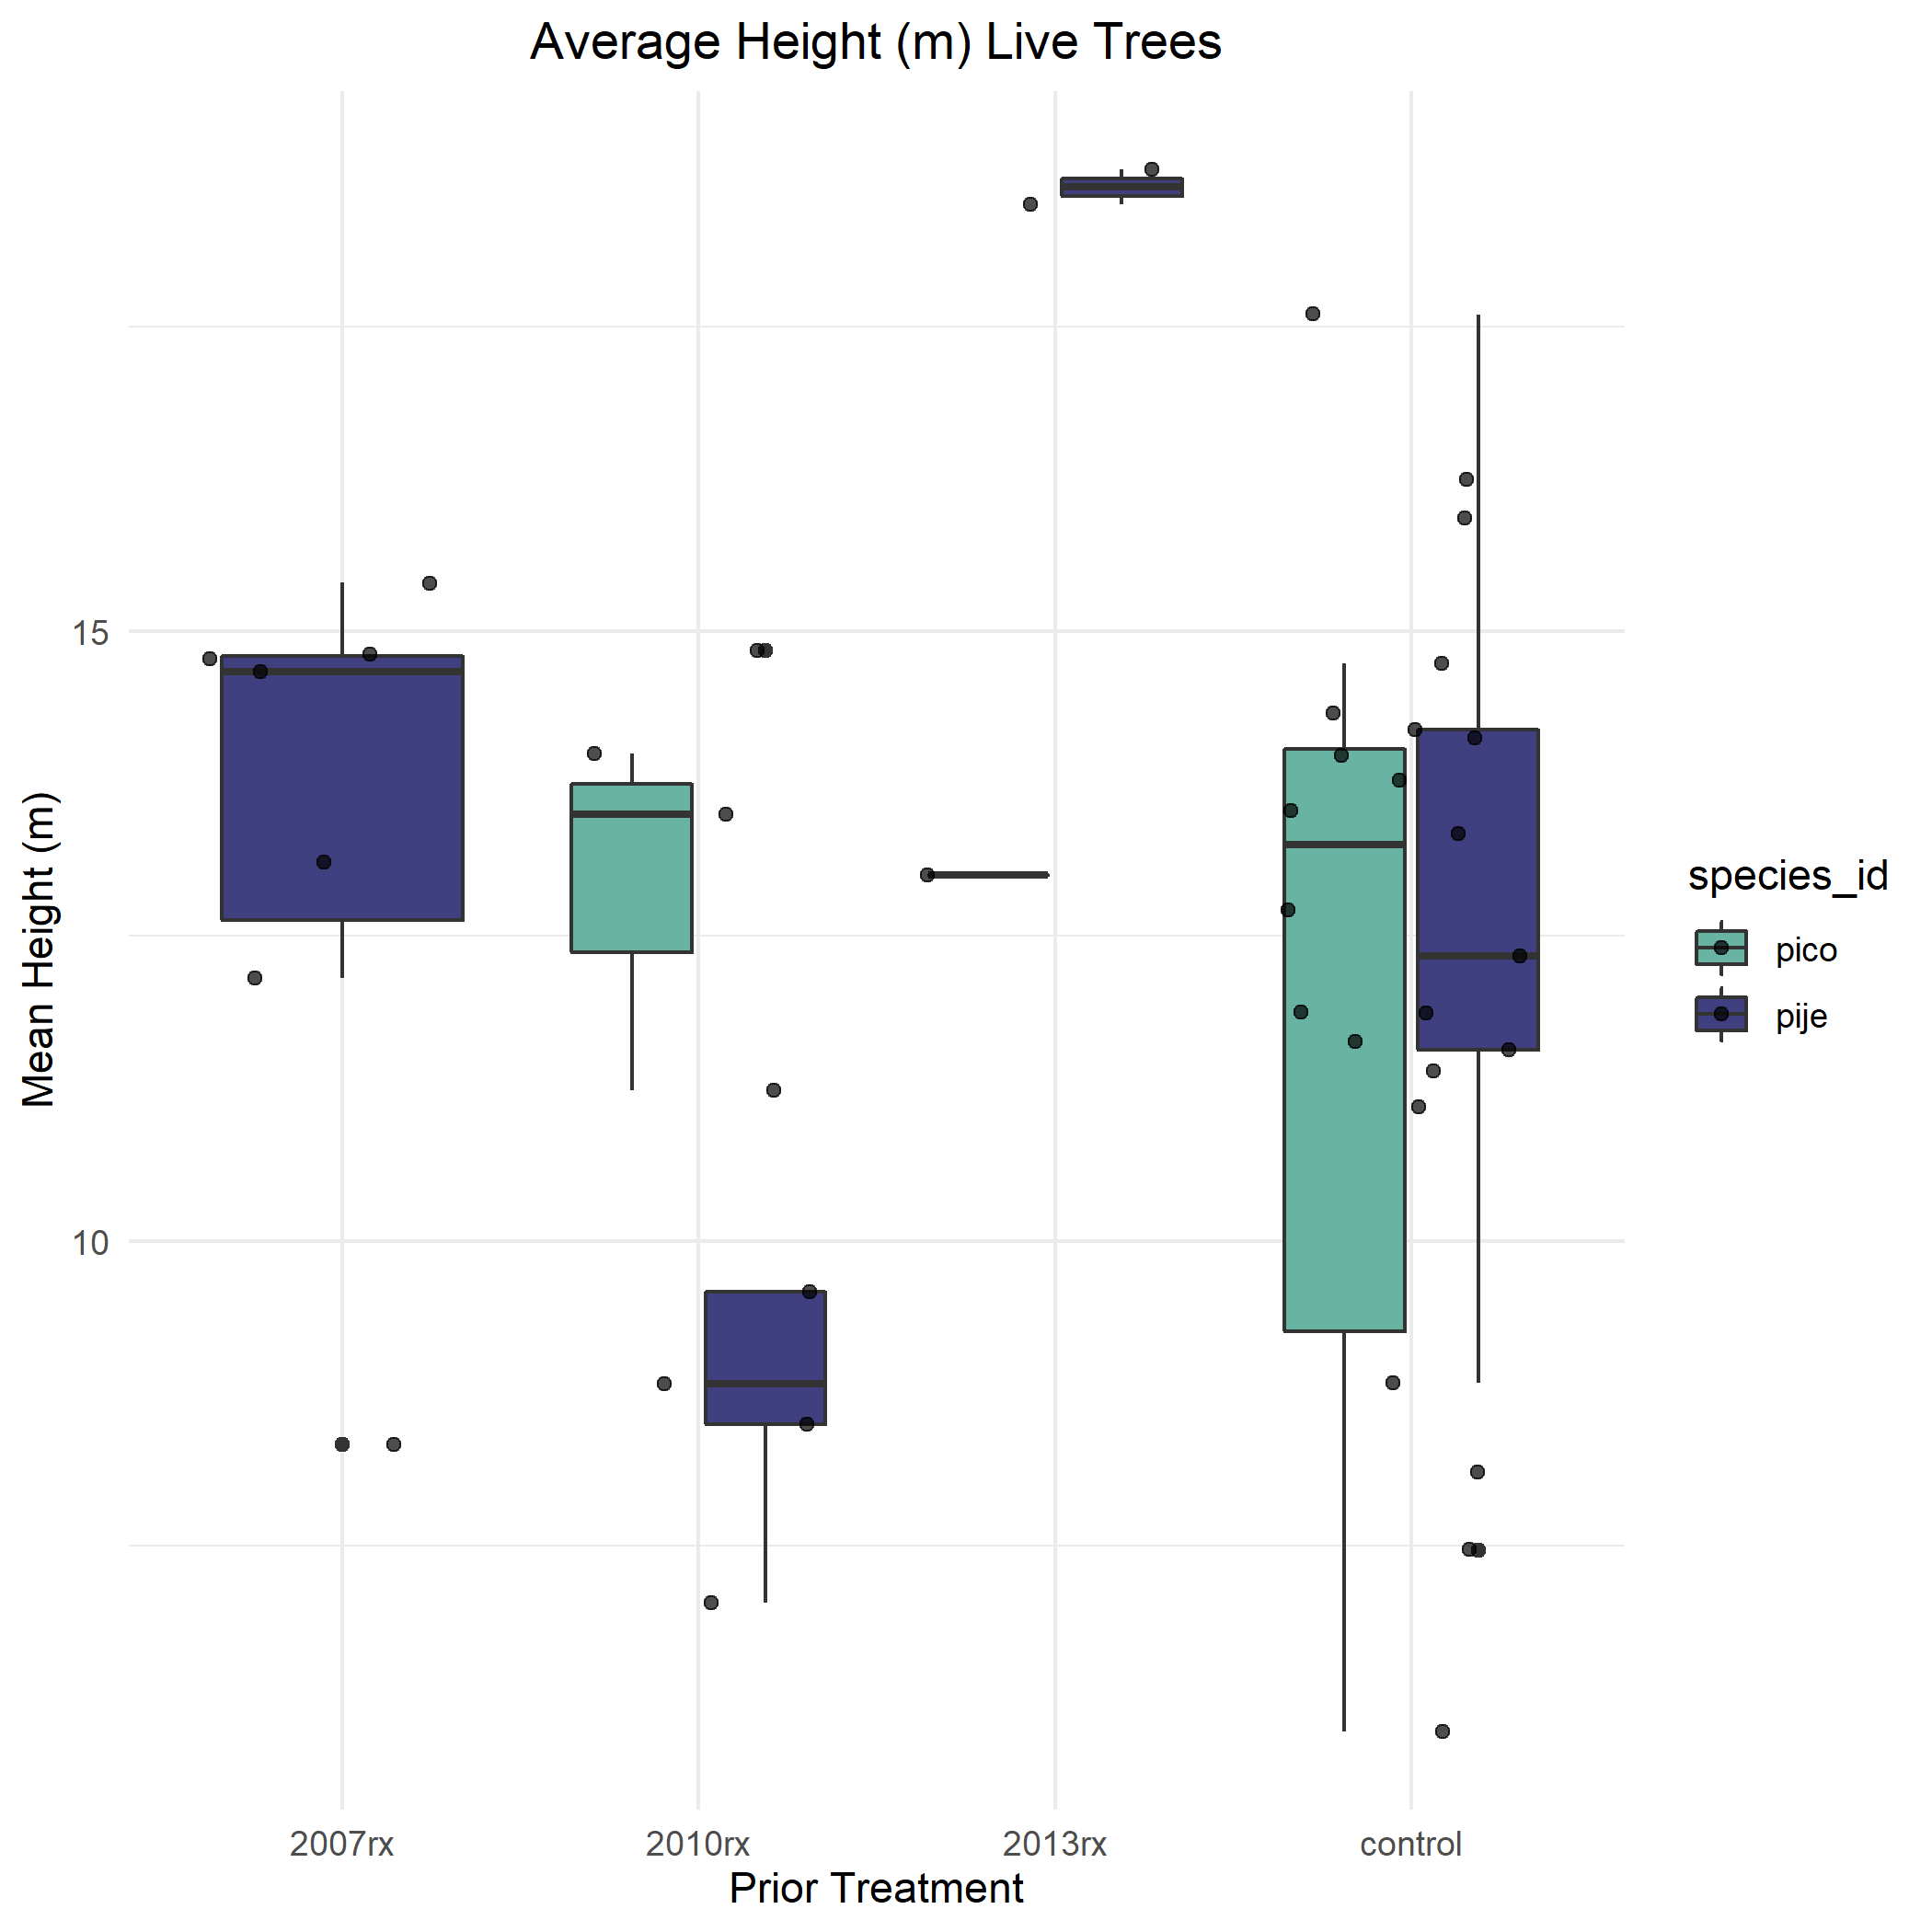 Average Height (m) Live Trees
Mean Height (m)
15
10
2007rx
2010rx
2013rx
control
Prior Treatment
species_id
pico
pije